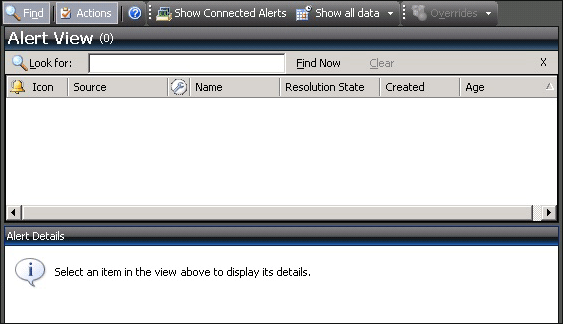 Find Actions Show Connected Alerts Show all data Overrides
Alert View (0)
Look for: Find Now Clear X
Icon Source Name Resolution State Created Age
Alert Details
Select an item in the view above to display its details.